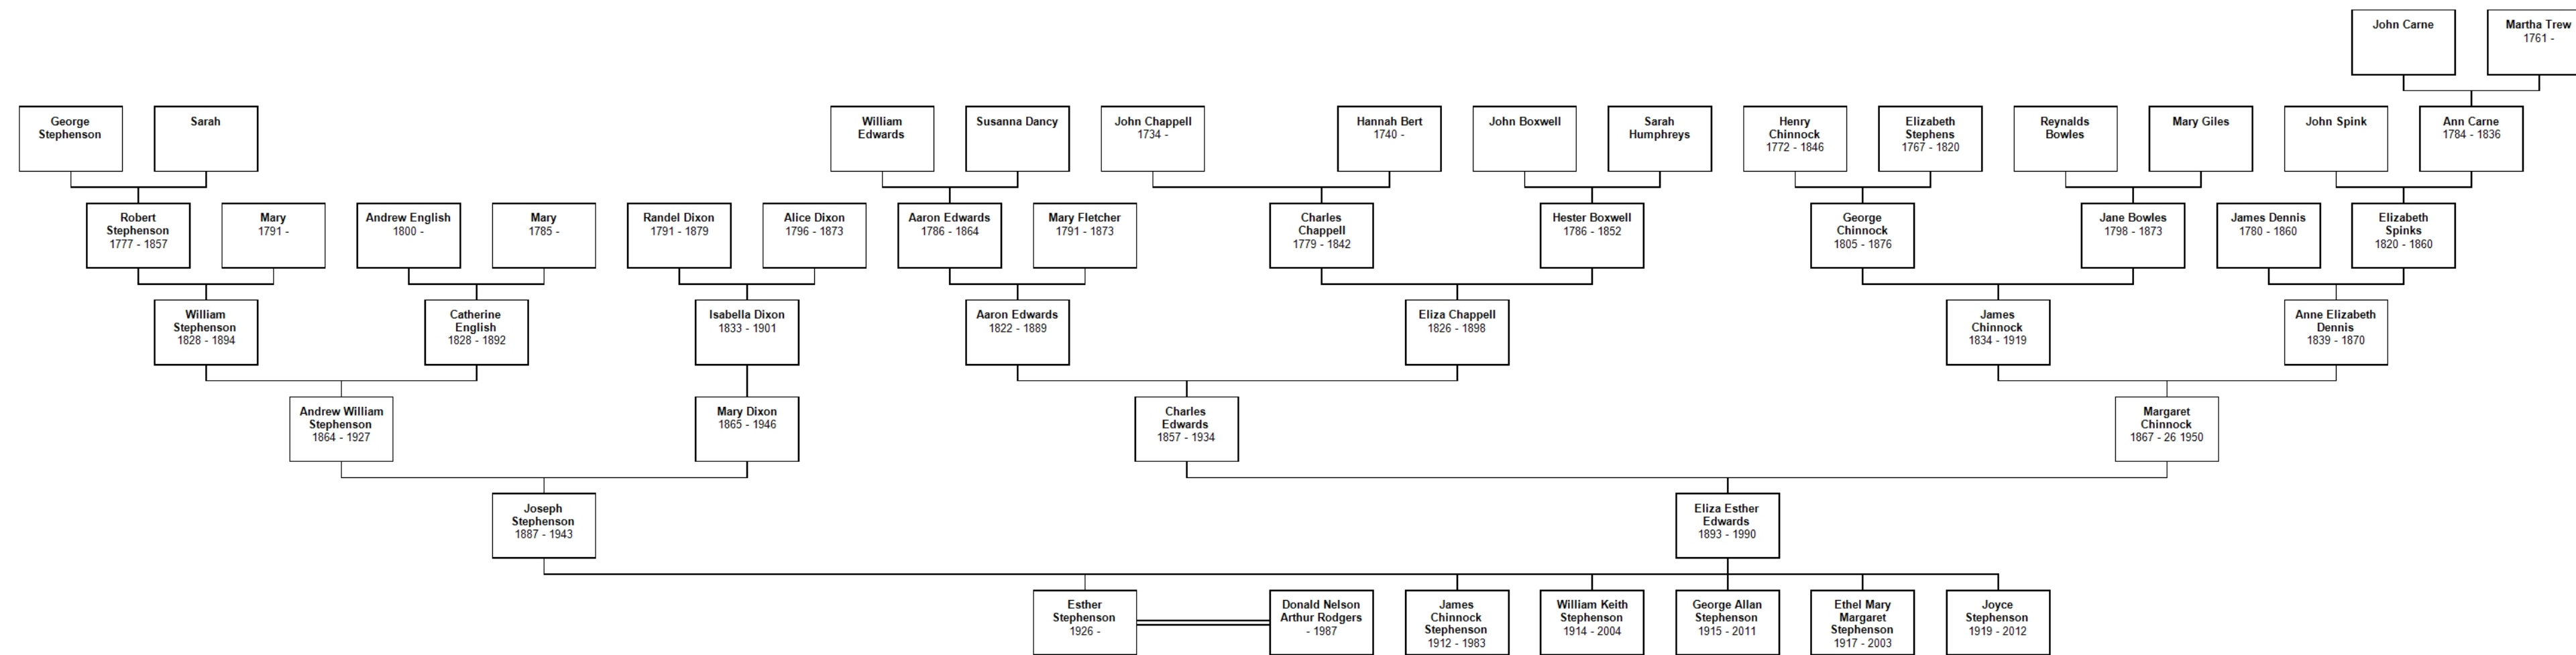 John Carne
Martha Trew
1761 -
George
Stephenson
Sarah
William
Edwards
Susanna Dancy
John Chappell
1734 -
Hannah Bert
1740 -
John Boxwell
Sarah
Humphreys
Henry
Chinnock
1772 - 1846
Elizabeth
Stephens
1767 - 1820
Reynalds
Bowles
Mary Giles
John Spink
Ann Carne
1784 - 1836
Robert
Stephenson
1777 - 1857
Mary
1791 -
Andrew English
1800 -
Mary
1785 -
Randel Dixon
1791 - 1879
Alice Dixon
1796 - 1873
Aaron Edwards
1786 - 1864
Mary Fletcher
1791 - 1873
Charles
Chappell
1779 - 1842
Hester Boxwell
1786 - 1852
George
Chinnock
1805 - 1876
Jane Bowles
1798 - 1873
James Dennis
1780 - 1860
Elizabeth
Spinks
1820 - 1860
William
Stephenson
1828 - 1894
Catherine
English
1828 - 1892
Isabella Dixon
1833 - 1901
Aaron Edwards
1822 - 1889
Eliza Chappell
1826 - 1898
James
Chinnock
1834 - 1919
Anne Elizabeth
Dennis
1839 - 1870
Andrew William
Stephenson
1864 - 1927
Mary Dixon
1865 - 1946
Charles
Edwards
1857 - 1934
Margaret
Chinnock
1867 - 26 1950
Joseph
Stephenson
1887 - 1943
Eliza Esther
Edwards
1893 - 1990
Esther
Stephenson
1926 -
Donald Nelson
Arthur Rodgers
- 1987
James
Chinnock
Stephenson
1912 - 1983
William Keith
Stephenson
1914 - 2004
George Allan
Stephenson
1915 - 2011
Ethel Mary
Margaret
Stephenson
1917 - 2003
Joyce
Stephenson
1919 - 2012